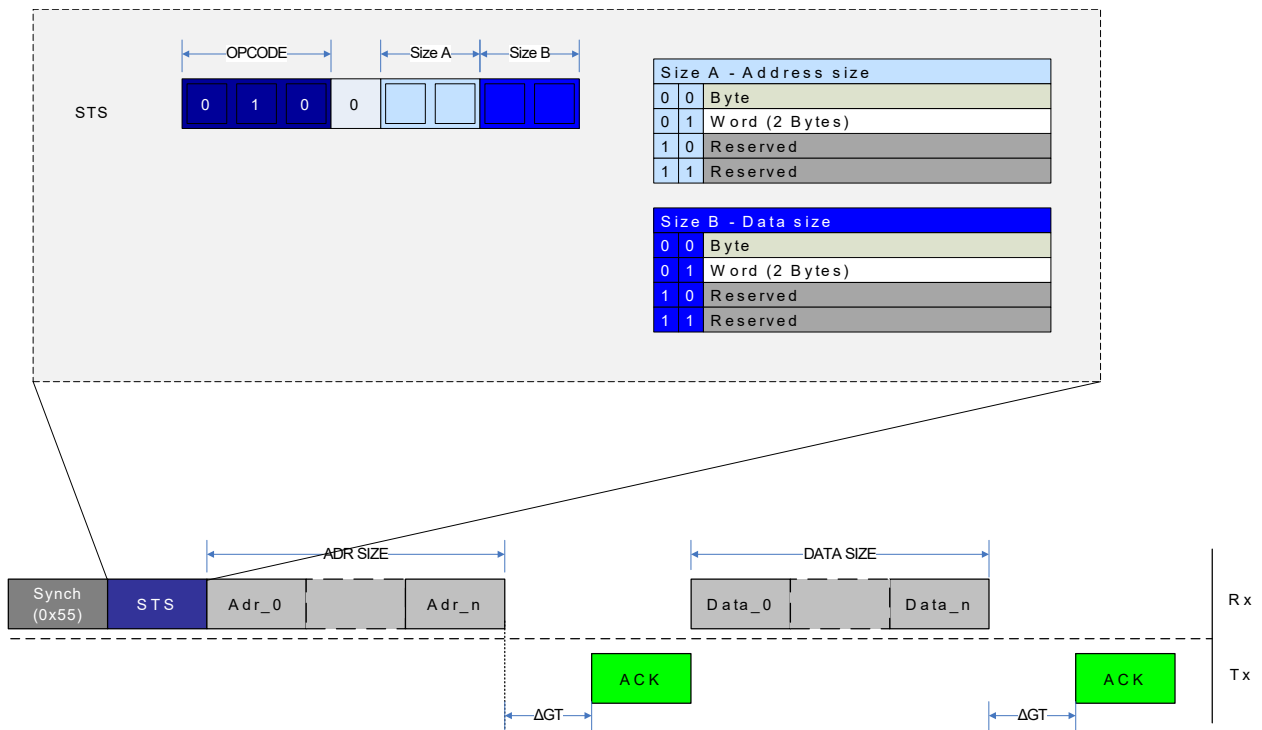 OPCODE
Size A
Size B
STS
0 1 0 0
Size A - Address size
0 0 Byte
0 1 Word (2 Bytes)
1 0 Reserved
1 1 Reserved
Size B - Data size
0 0 Byte
0 1 Word (2 Bytes)
1 0 Reserved
1 1 Reserved
ADR SIZE
DATA SIZE
Synch
(0x55)
STS
Adr_0
Adr_n
Data_0
Data_n
Rx
ACK
ACK
Tx
ΔGT
ΔGT